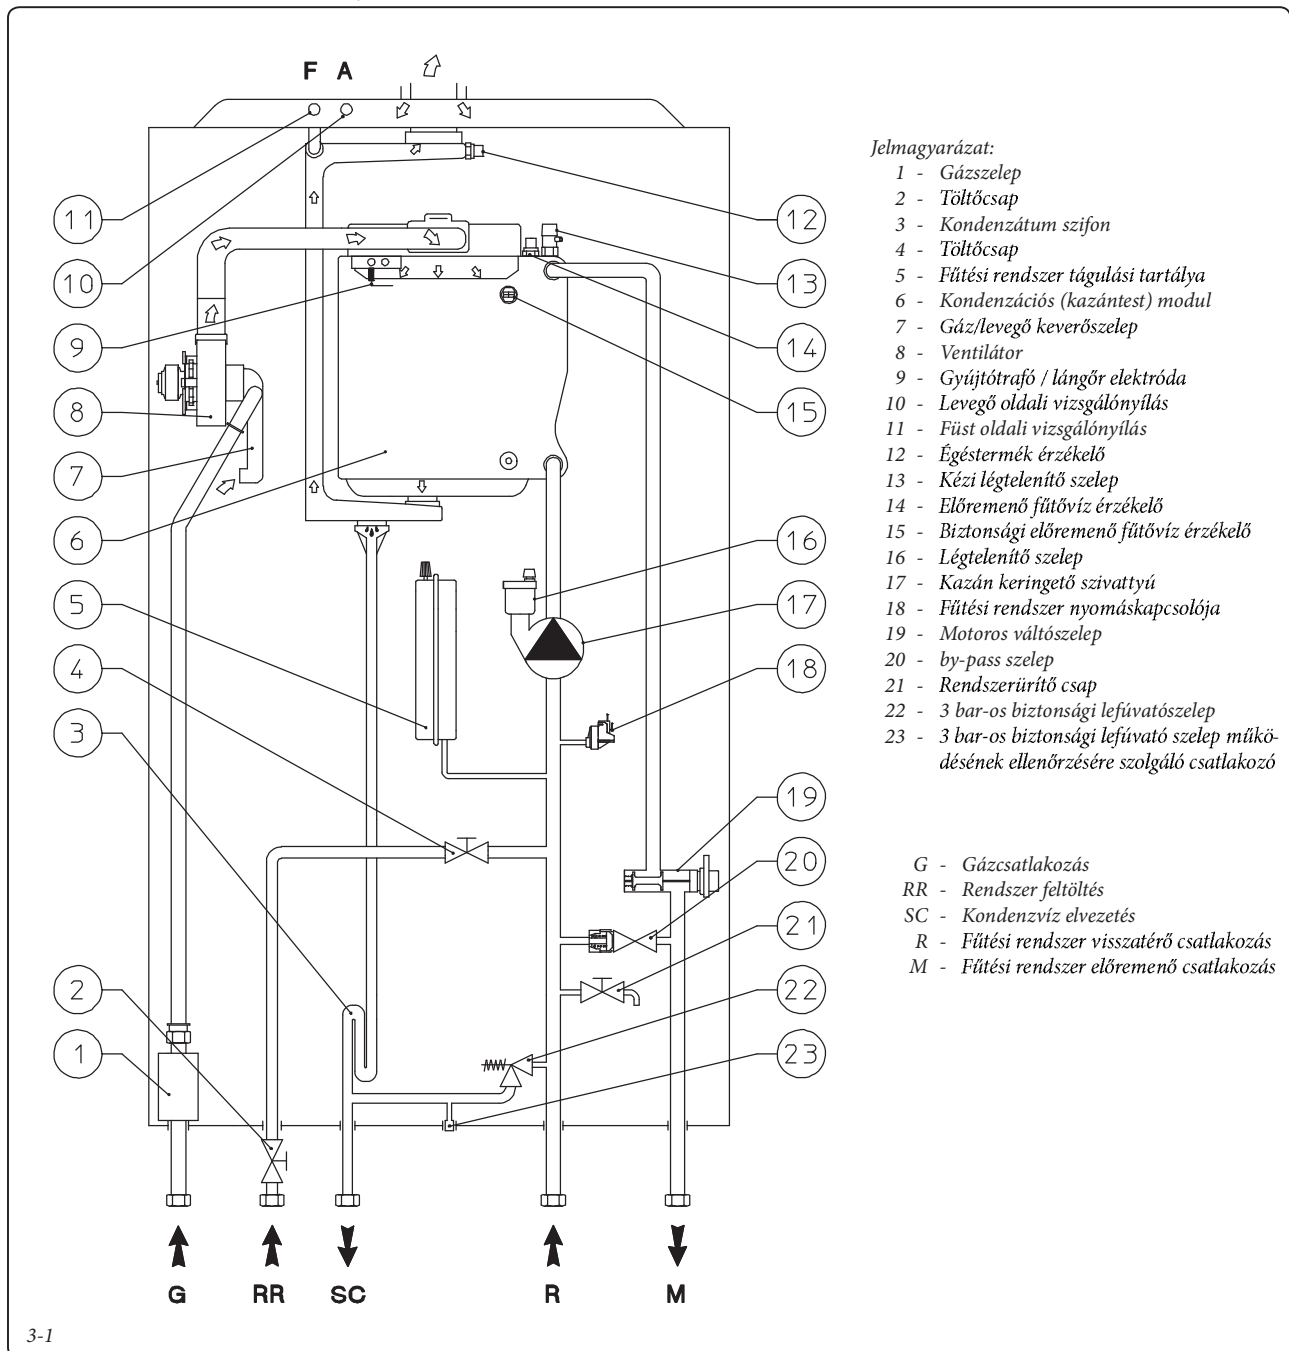 F A
11
10
9
8
7
6
5
4
3
2
1
12
13
14
15
16
17
18
19
20
21
22
23
G RR SC R M
3-1
Jelmagyarázat:
1 - Gázszelep
2 - Töltőcsap
3 - Kondenzátum szifon
4 - Töltőcsap
5 - Fűtési rendszer tágulási tartálya
6 - Kondenzációs (kazántest) modul
7 - Gáz/levegő keverőszelep
8 - Ventilátor
9 - Gyújtótrafó / lángőr elektróda
10 - Levegő oldali vizsgálónyílás
11 - Füst oldali vizsgálónyílás
12 - Égéstermék érzékelő
13 - Kézi légtelenítő szelep
14 - Előremenő fűtővíz érzékelő
15 - Biztonsági előremenő fűtővíz érzékelő
16 - Légtelenítő szelep
17 - Kazán keringető szivattyú
18 - Fűtési rendszer nyomáskapcsolója
19 - Motoros váltószelep
20 - by-pass szelep
21 - Rendszerürítő csap
22 - 3 bar-os biztonsági lefúvatószelep
23 - 3 bar-os biztonsági lefúvató szelep műkö-
désének ellenőrzésére szolgáló csatlakozó
G - Gázcsatlakozás
RR - Rendszer feltöltés
SC - Kondenzvíz elvezetés
R - Fűtési rendszer visszatérő csatlakozás
M - Fűtési rendszer előremenő csatlakozás